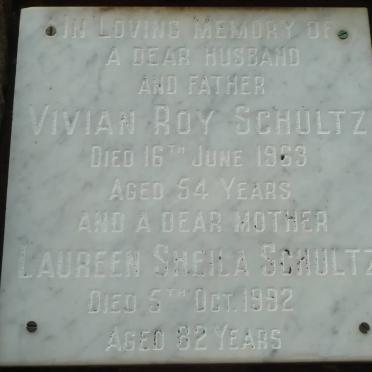 In Loving Memory of
a dear husband
and father
Vivian Roy Schultz
Died 16th June 1963
Aged 54 Years
and a dear mother
Laureen Sheila Schultz
Died 5th Oct. 1992
Aged 82 Years